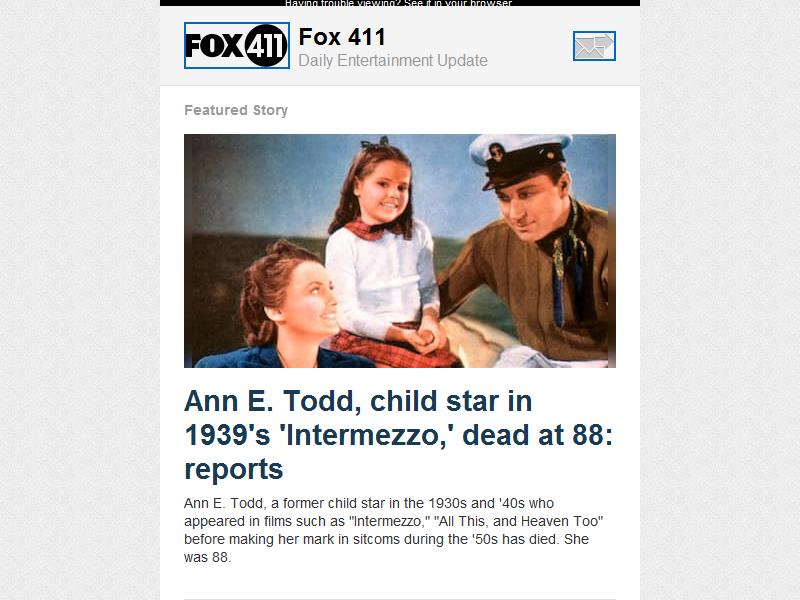 Having trouble viewing? See it in your browser
FOX 411
Fox 411
Daily Entertainment Update
Featured Story
Ann E. Todd, child star in
1939's 'Intermezzo,' dead at 88:
reports
Ann E. Todd, a former child star in the 1930s and '40s who
appeared in films such as "Intermezzo," "All This, and Heaven Too"
before making her mark in sitcoms during the '50s has died. She
was 88.